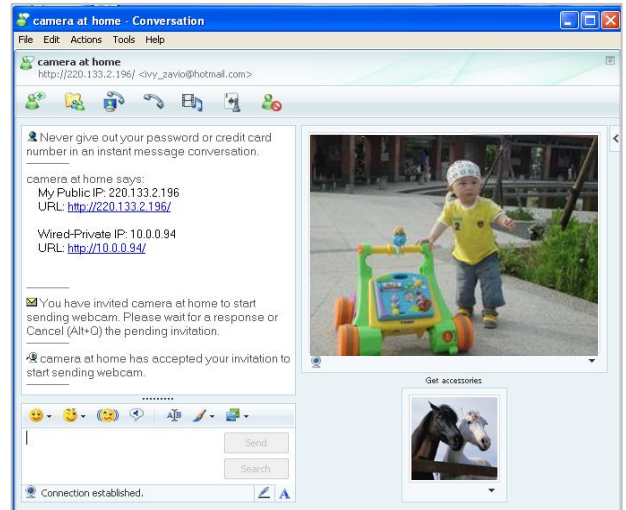 camera at home - Conversation
File Edit Actions Tools Help
camera at home
http://220.133.2.196/ <ivy_zavio@hotmail.com>
Never give out your password or credit card
number in an instant message conversation.
camera at home says:
My Public IP: 220.133.2.196
URL: http://220.133.2.196/
Wired-Private IP: 10.0.0.94
URL: http://10.0.0.94/
You have invited camera at home to start
sending webcam. Please wait for a response or
Cancel (Alt+Q) the pending invitation.
camera at home has accepted your invitation to
start sending webcam.
Get accessories
Send
Search
Connection established.